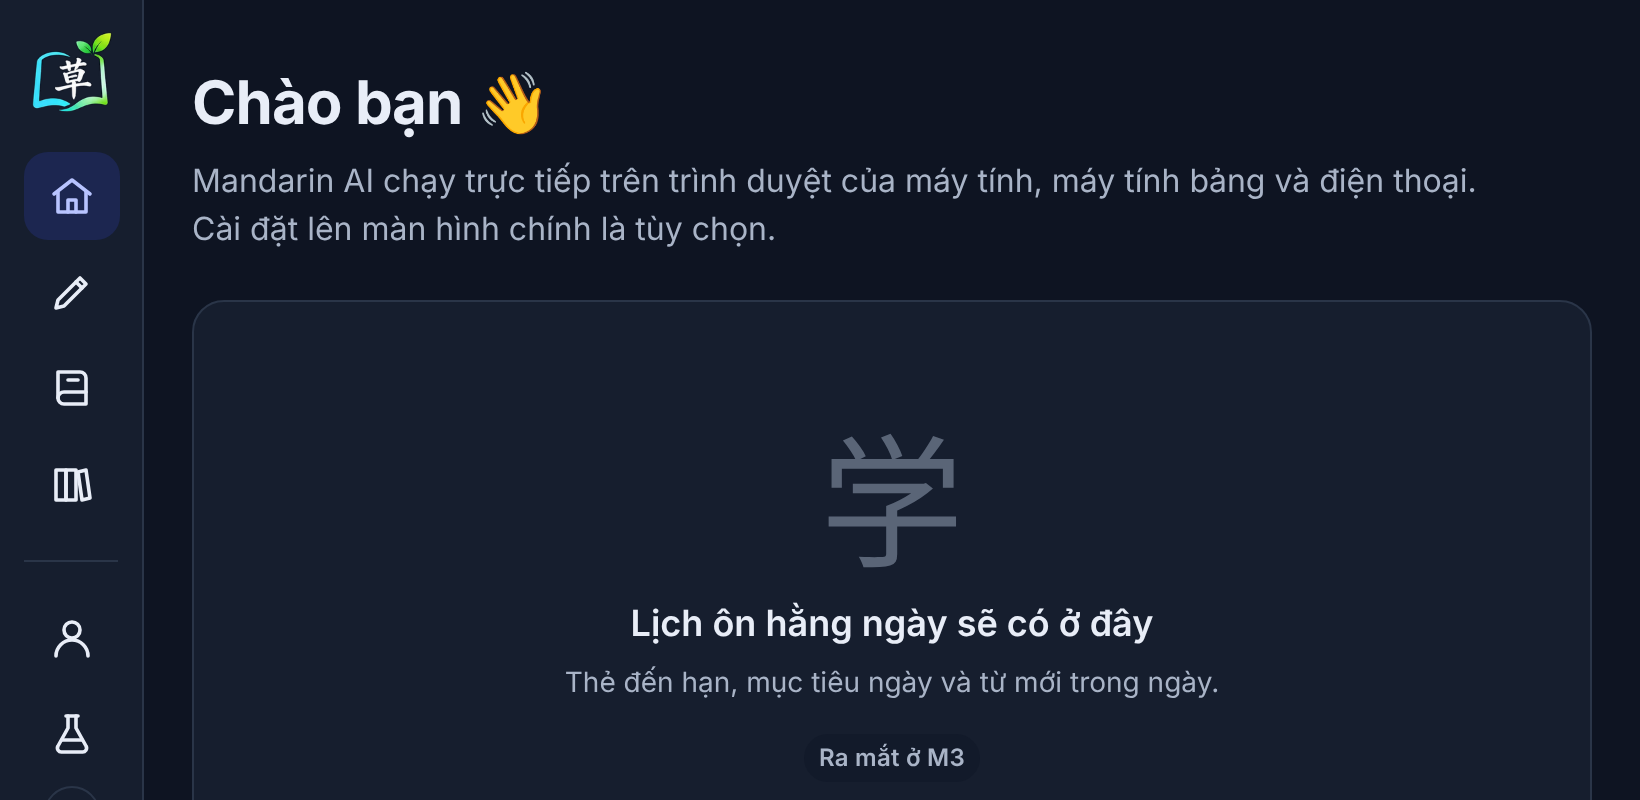 草
Chào bạn 👋
Mandarin AI chạy trực tiếp trên trình duyệt của máy tính, máy tính bảng và điện thoại.
Cài đặt lên màn hình chính là tùy chọn.
学
Lịch ôn hằng ngày sẽ có ở đây
Thẻ đến hạn, mục tiêu ngày và từ mới trong ngày.
Ra mắt ở M3